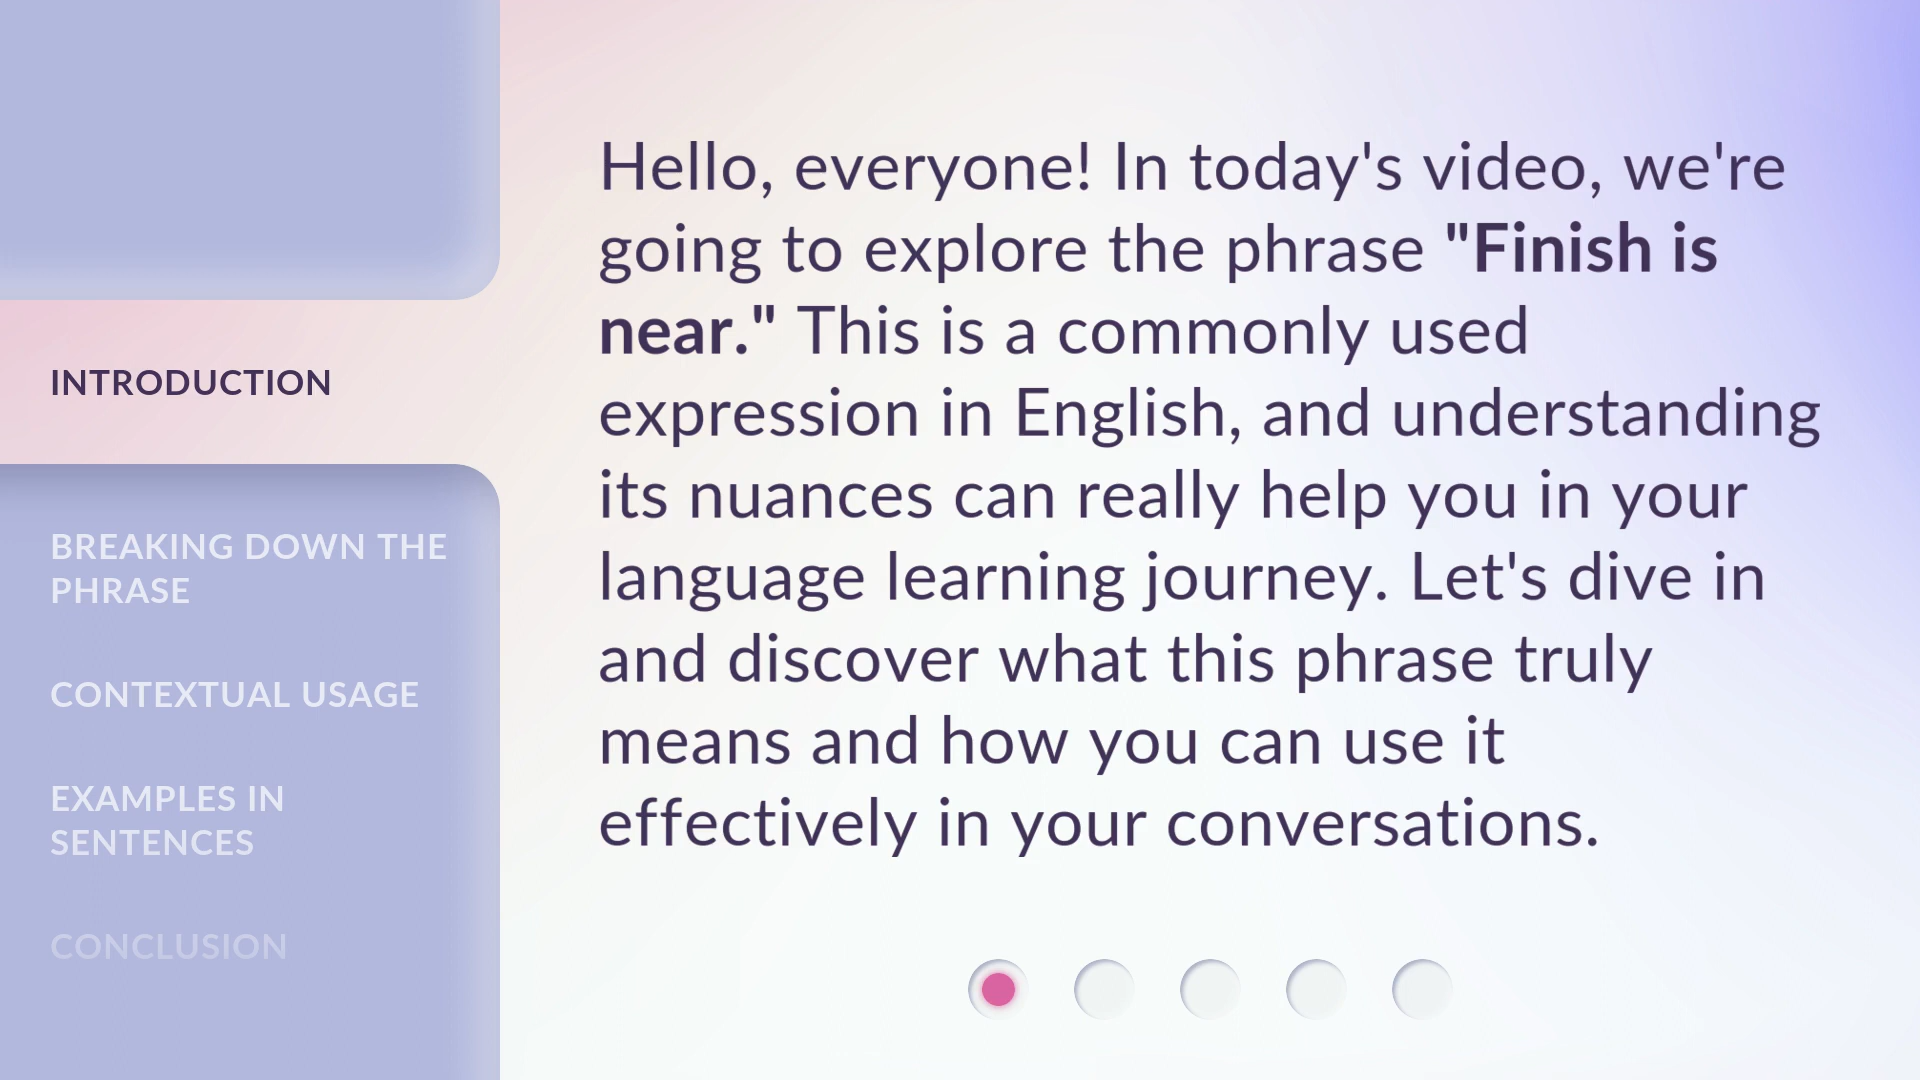 INTRODUCTION
BREAKING DOWN THE
PHRASE
CONTEXTUAL USAGE
EXAMPLES IN
SENTENCES
CONCLUSION
Hello, everyone! In today's video, we're
going to explore the phrase "Finish is
near." This is a commonly used
expression in English, and understanding
its nuances can really help you in your
language learning journey. Let's dive in
and discover what this phrase truly
means and how you can use it
effectively in your conversations.